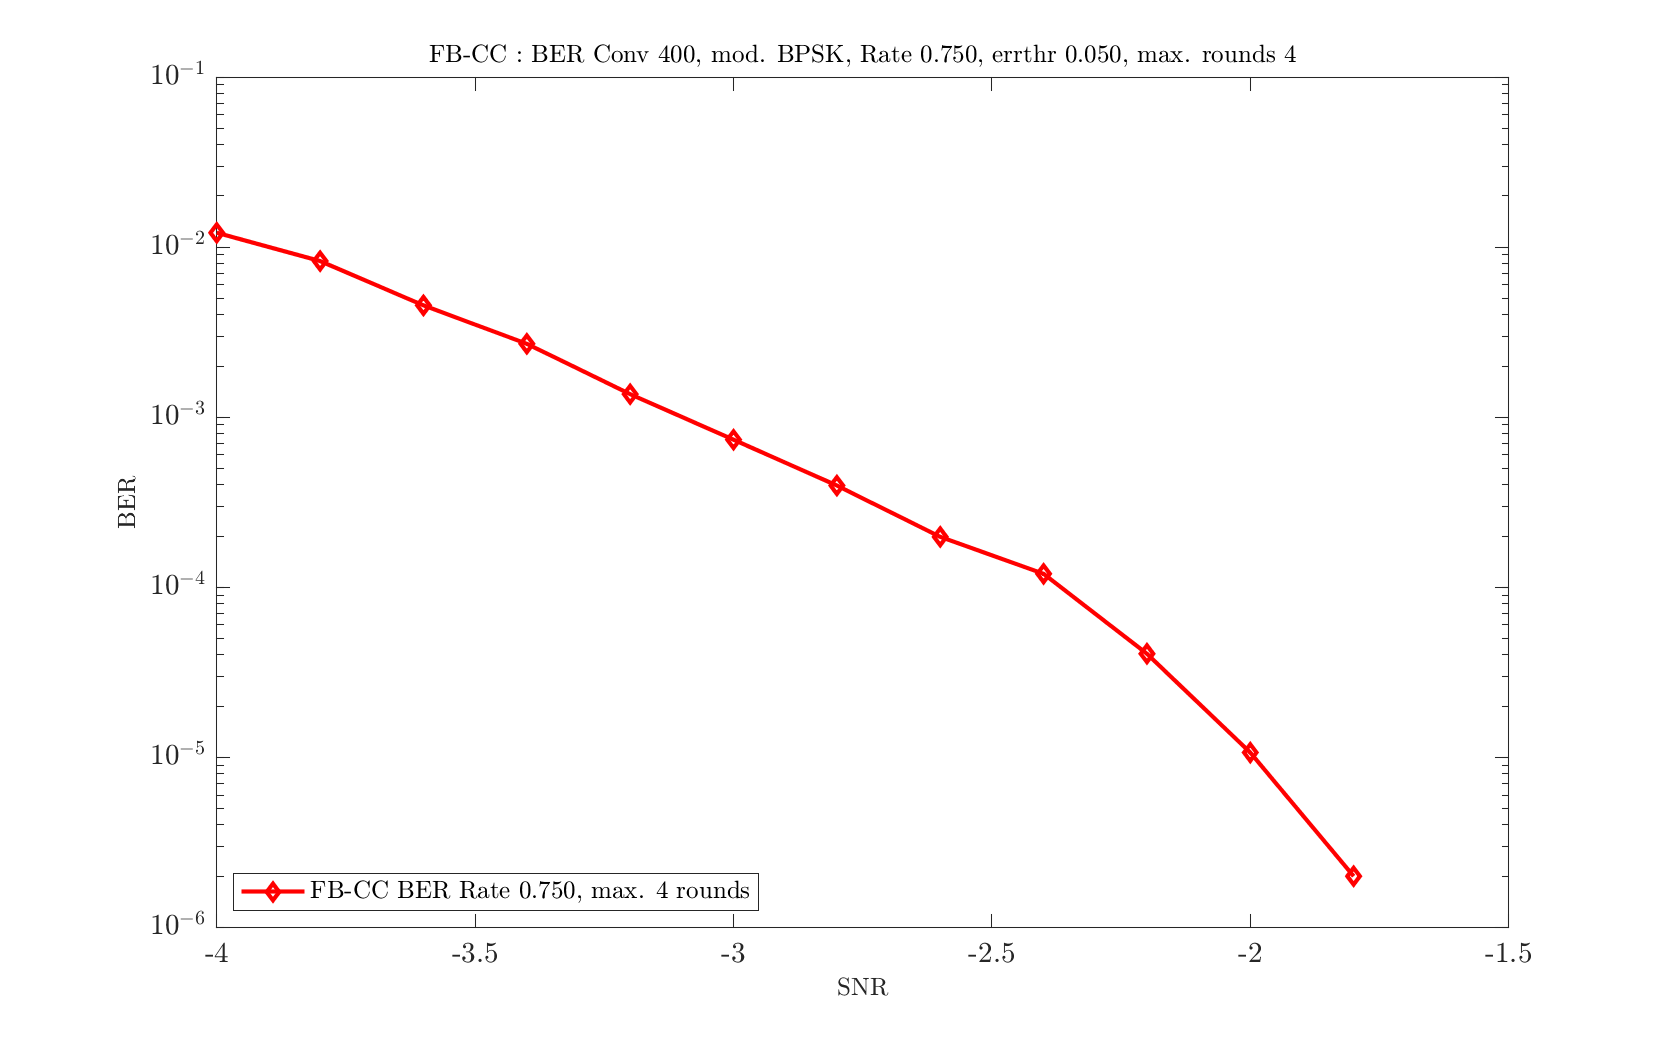 FB-CC : BER Conv 400, mod. BPSK, Rate 0.750, errthr 0.050, max. rounds 4
10^{-1}
10^{-2}
10^{-3}
10^{-4}
10^{-5}
10^{-6}
BER
FB-CC BER Rate 0.750, max. 4 rounds
-4 -3.5 -3 -2.5 -2 -1.5
SNR